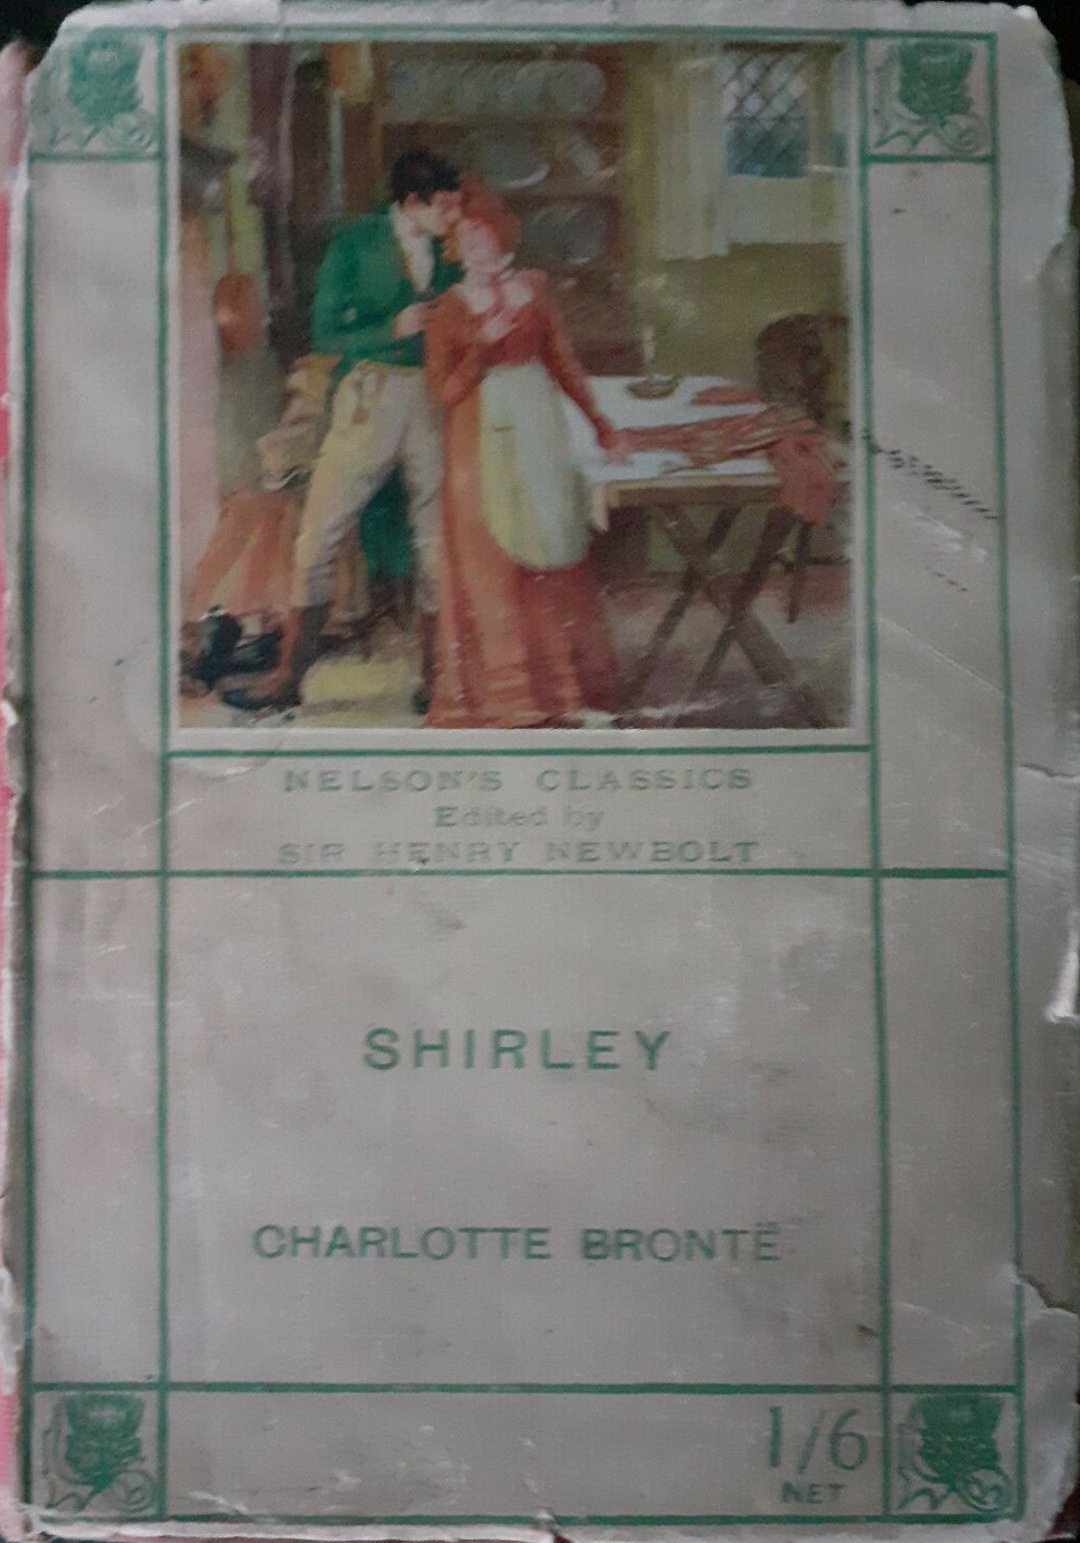 NELSON'S CLASSICS
Edited by
SIR HENRY NEWBOLT
SHIRLEY
CHARLOTTE BRONTË
1/6
NET